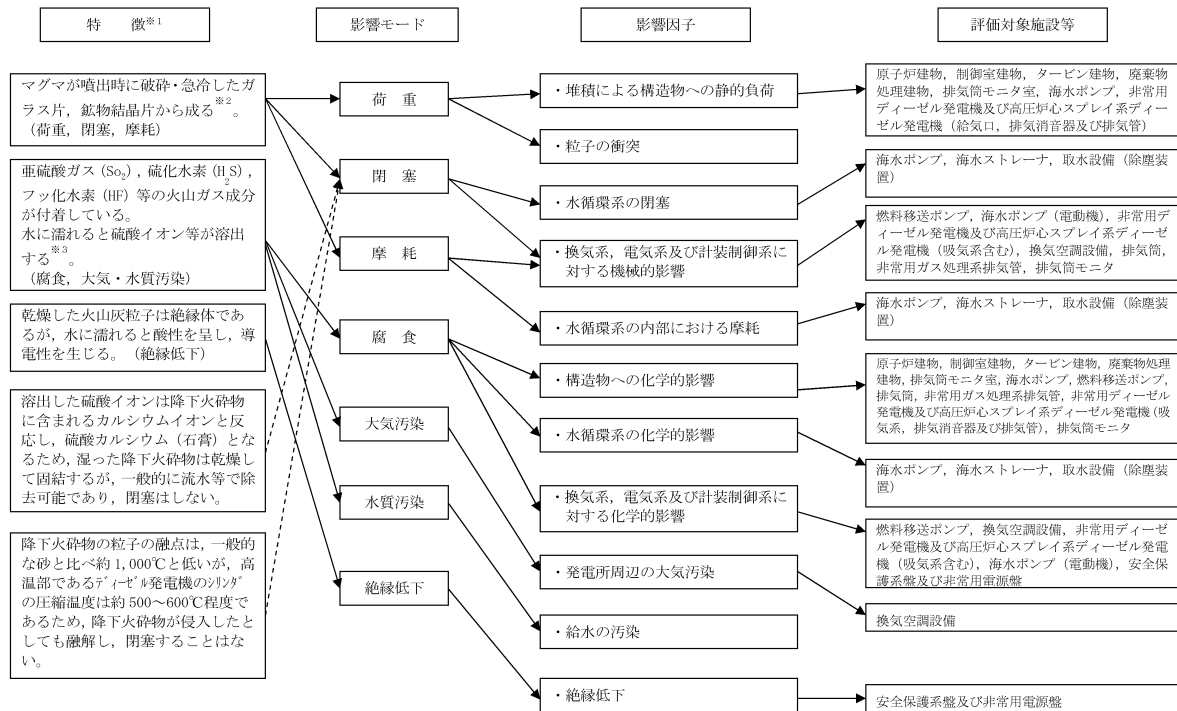 特　徴※1
影響モード
影響因子
評価対象施設等
マグマが噴出時に破砕・急冷したガ
ラス片，鉱物結晶片から成る※2。
（荷重，閉塞，摩耗）
亜硫酸ガス（So2），硫化水素（H2S），
フッ化水素（HF）等の火山ガス成分
が付着している。
水に濡れると硫酸イオン等が溶出
する※3。
（腐食，大気・水質汚染）
乾燥した火山灰粒子は絶縁体であ
るが，水に濡れると酸性を呈し，導
電性を生じる。（絶縁低下）
溶出した硫酸イオンは降下火砕物
に含まれるカルシウムイオンと反
応し，硫酸カルシウム（石膏）とな
るため，湿った降下火砕物は乾燥し
て固結するが，一般的に流水等で除
去可能であり，閉塞はしない。
降下火砕物の粒子の融点は，一般的
な砂と比べ約1,000℃と低いが，高
温部であるディーゼル発電機のシリンダ
の圧縮温度は約500～600℃程度で
あるため，降下火砕物が侵入したと
しても融解し，閉塞することはな
い。
荷　重
閉　塞
摩　耗
腐　食
大気汚染
水質汚染
絶縁低下
・堆積による構造物への静的負荷
・粒子の衝突
・水循環系の閉塞
・換気系，電気系及び計装制御系に
対する機械的影響
・水循環系の内部における摩耗
・構造物への化学的影響
・水循環系の化学的影響
・換気系，電気系及び計装制御系に
対する化学的影響
・発電所周辺の大気汚染
・給水の汚染
・絶縁低下
原子炉建物，制御室建物，タービン建物，廃棄物
処理建物，排気筒モニタ室，海水ポンプ，非常用
ディーゼル発電機及び高圧炉心スプレイ系ディー
ゼル発電機（給気口，排気消音器及び排気管）
海水ポンプ，海水ストレーナ，取水設備（除塵装
置）
燃料移送ポンプ，海水ポンプ（電動機），非常用デ
ィーゼル発電機及び高圧炉心スプレイ系ディーゼ
ル発電機（吸気系含む），換気空調設備，排気筒，
非常用ガス処理系排気管，排気筒モニタ
海水ポンプ，海水ストレーナ，取水設備（除塵装
置）
原子炉建物，制御室建物，タービン建物，廃棄物処理
建物，排気筒モニタ室，海水ポンプ，燃料移送ポンプ，
排気筒，非常用ガス処理系排気管，非常用ディーゼル
発電機及び高圧炉心スプレイ系ディーゼル発電機（吸
気系，排気消音器及び排気管），排気筒モニタ
海水ポンプ，海水ストレーナ，取水設備（除塵装
置）
燃料移送ポンプ，換気空調設備，非常用ディーゼ
ル発電機及び高圧炉心スプレイ系ディーゼル発電
機（吸気系含む），海水ポンプ（電動機），安全保
護系盤及び非常用電源盤
換気空調設備
安全保護系盤及び非常用電源盤